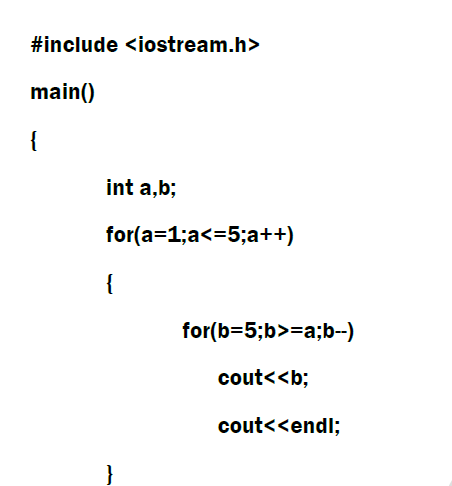 #include <iostream.h>
main()
{
int a,b;
for(a=1;a<=5;a++)
{
for(b=5;b>=a;b--)
cout<<b;
cout<<endl;
}